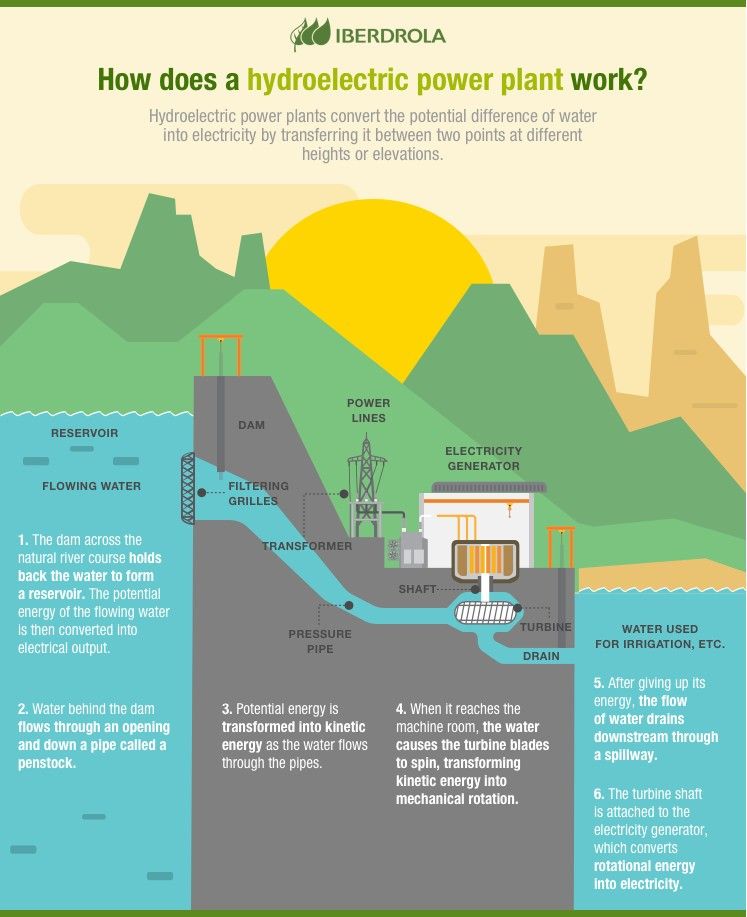 IBERDROLA
How does a hydroelectric power plant work?
Hydroelectric power plants convert the potential difference of water
into electricity by transferring it between two points at different
heights or elevations.
POWER
LINES
RESERVOIR
DAM
ELECTRICITY
GENERATOR
FLOWING WATER
FILTERING
GRILLES
TRANSFORMER
SHAFT
TURBINE
PRESSURE
PIPE
DRAIN
WATER USED
FOR IRRIGATION, ETC.
1. The dam across the
natural river course holds
back the water to form
a reservoir. The potential
energy of the flowing water
is then converted into
electrical output.
2. Water behind the dam
flows through an opening
and down a pipe called a
penstock.
3. Potential energy is
transformed into kinetic
energy as the water flows
through the pipes.
4. When it reaches the
machine room, the water
causes the turbine blades
to spin, transforming
kinetic energy into
mechanical rotation.
5. After giving up its
energy, the flow
of water drains
downstream through
a spillway.
6. The turbine shaft
is attached to the
electricity generator,
which converts
rotational energy
into electricity.